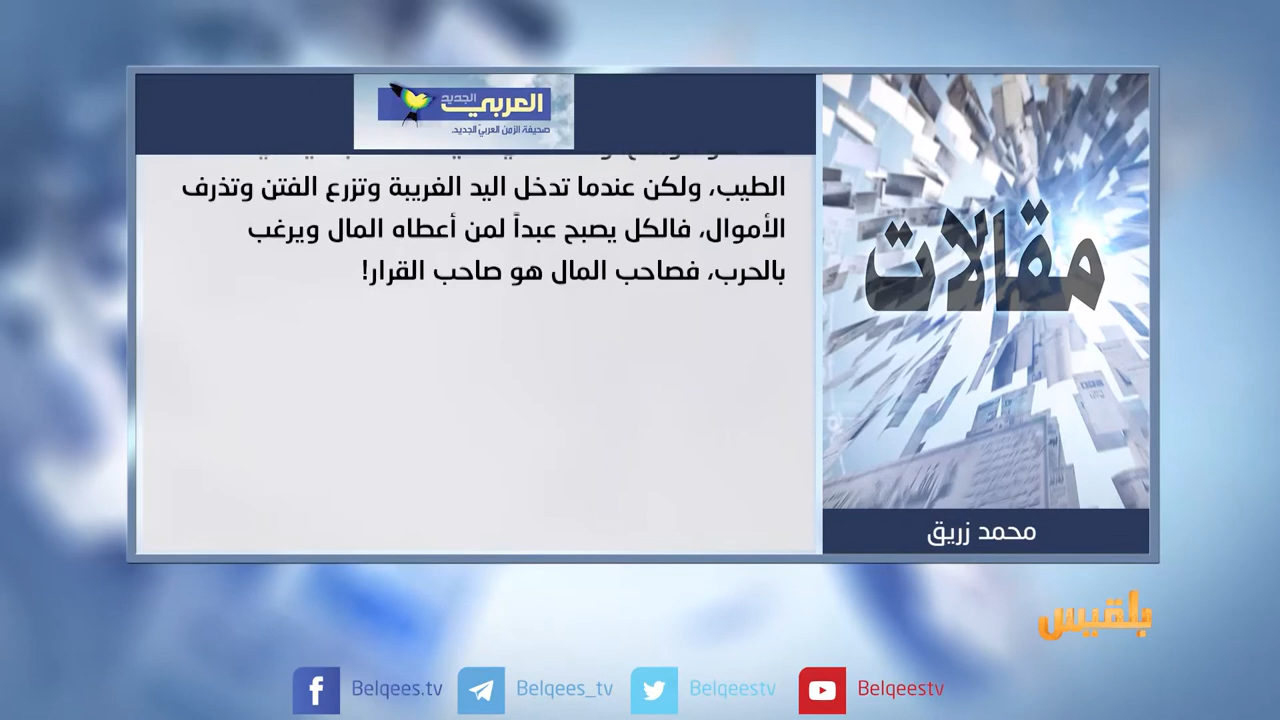 العربي الجديد
صحيفة الزمن العربيّ الجديد.
الطيب، ولكن عندما تدخل اليد الغريبة وتزرع الفتن وتذرف
الأموال، فالكل يصبح عبداً لمن أعطاه المال ويرغب
بالحرب، فصاحب المال هو صاحب القرار!
مقالات
محمد زريق
بلقيس
Belqees.tv
Belqees_tv
Belqeestv
Belqeestv